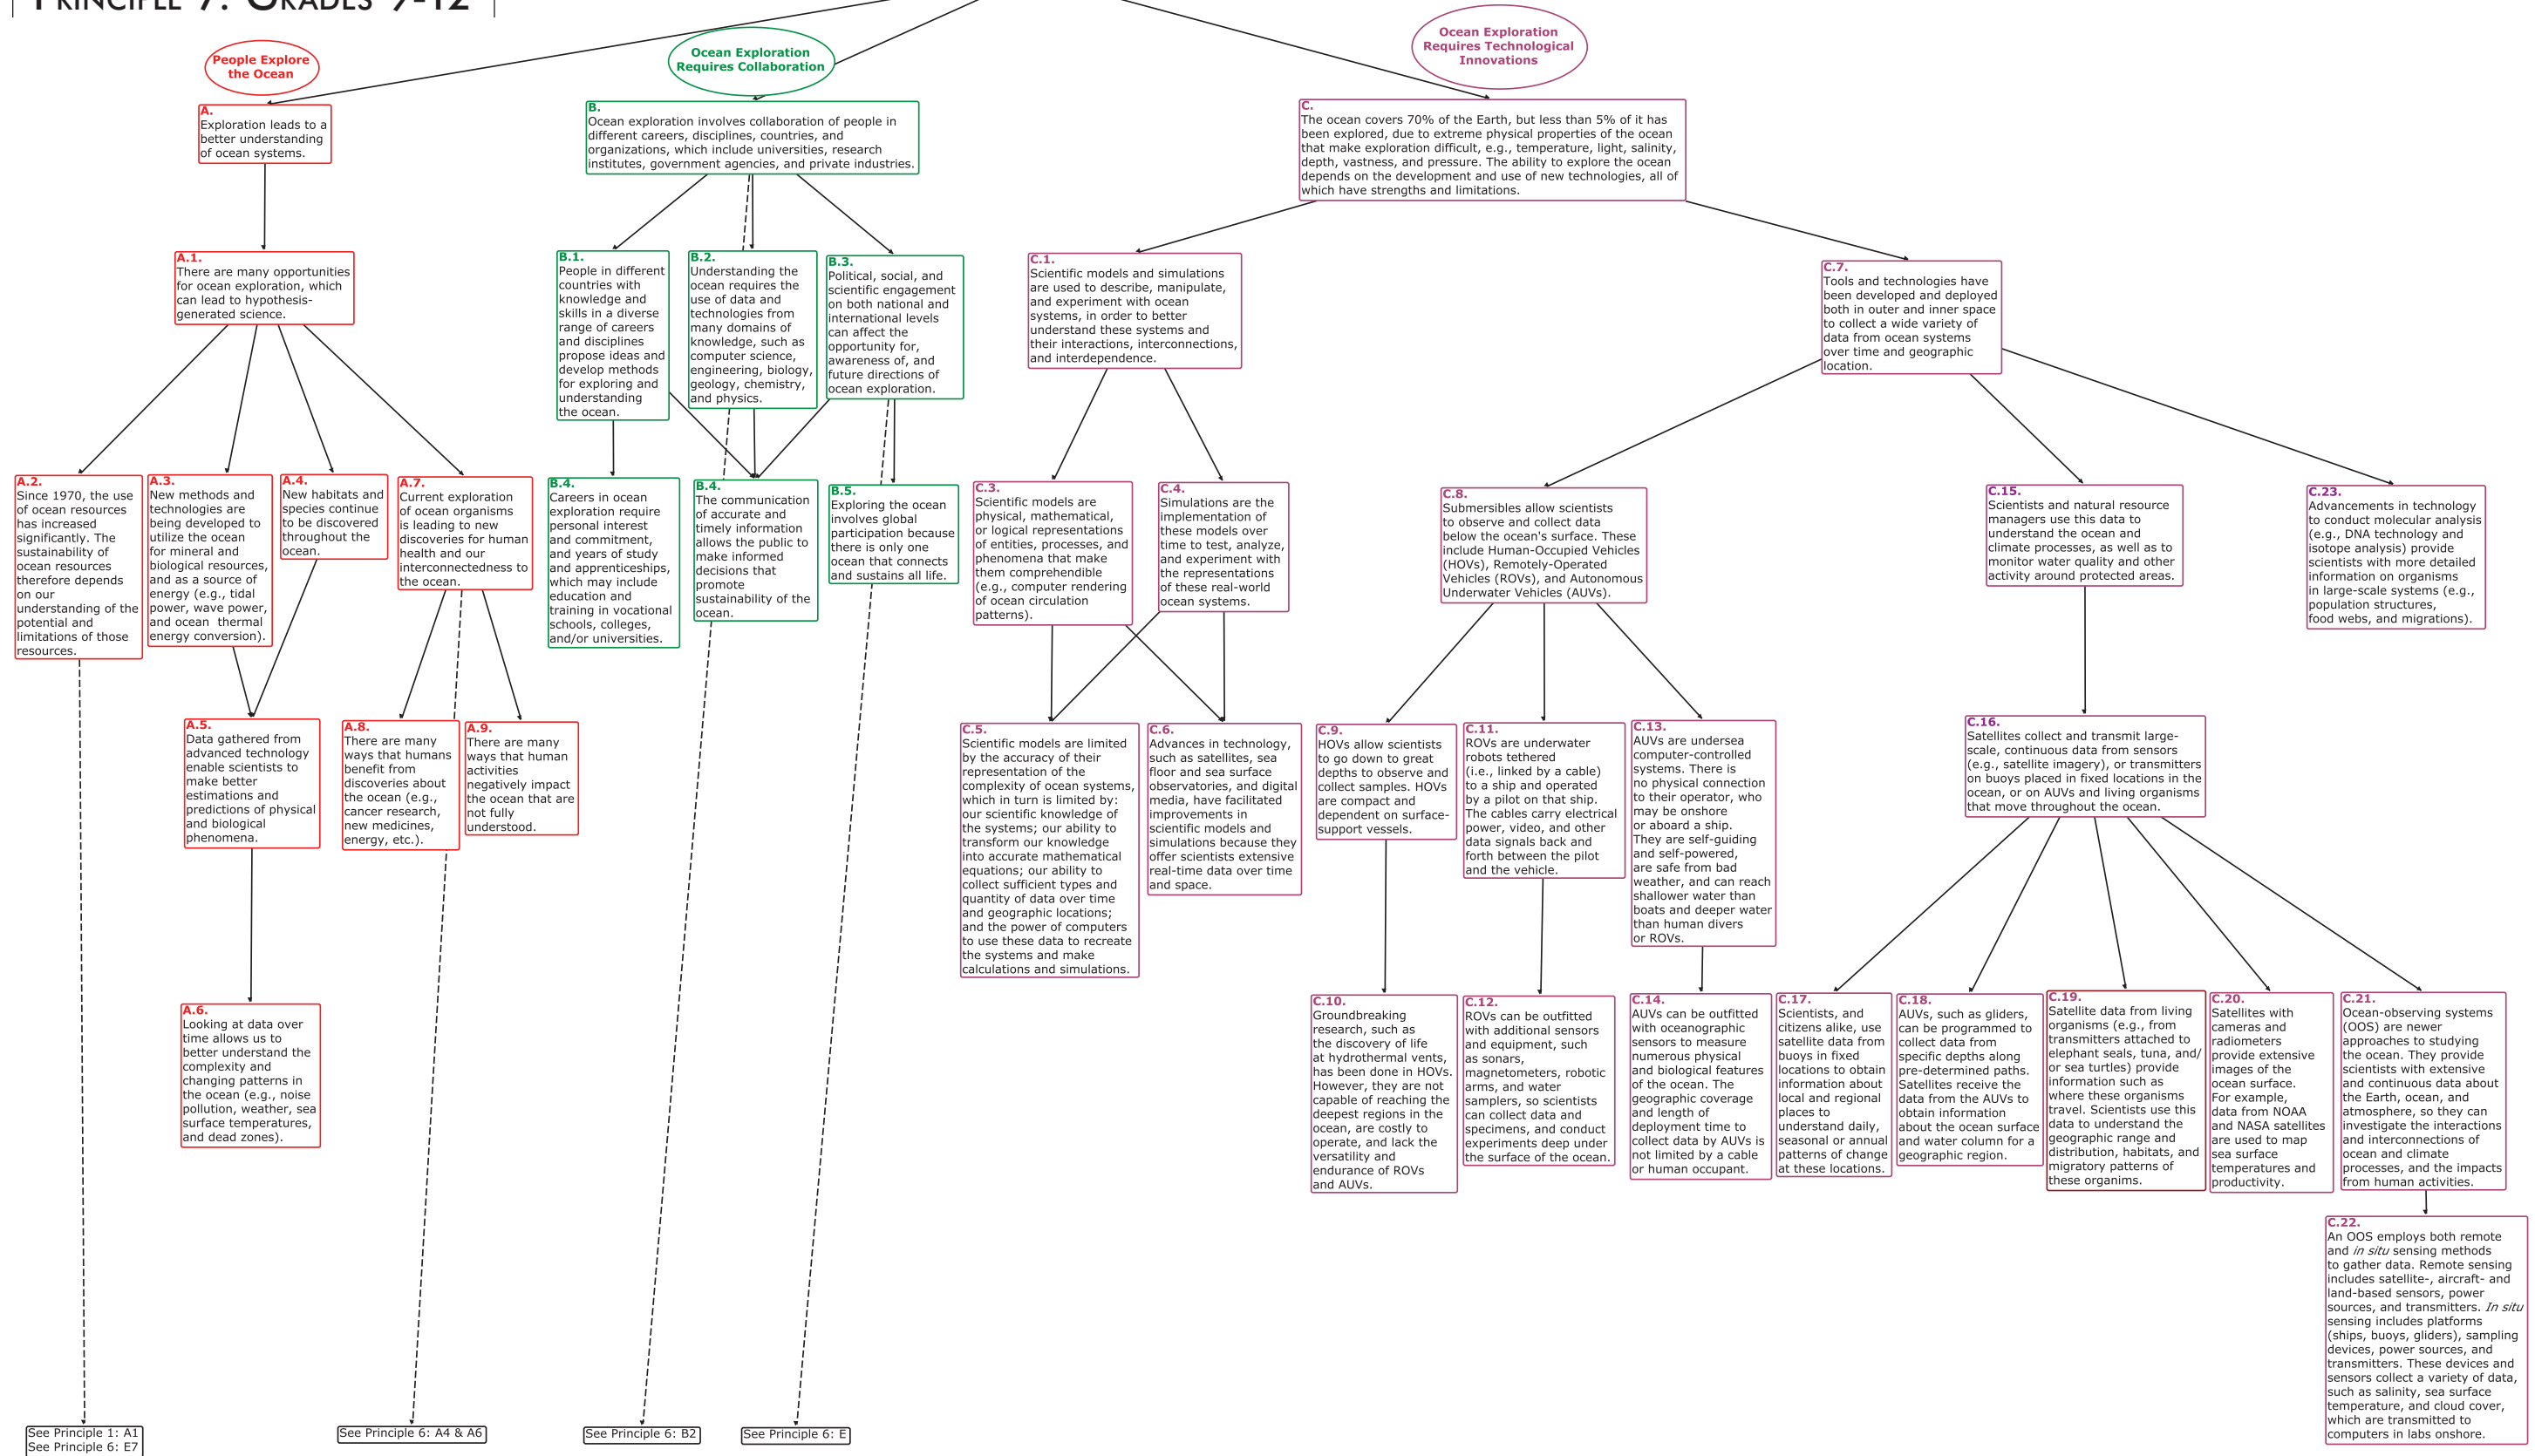 PRINCIPLE 7: GRADES 9-12
People Explore
the Ocean
Ocean Exploration
Requires Collaboration
Ocean Exploration
Requires Technological
Innovations
A.
Exploration leads to a
better understanding
of ocean systems.
B.
Ocean exploration involves collaboration of people in
different careers, disciplines, countries, and
organizations, which include universities, research
institutes, government agencies, and private industries.
C.
The ocean covers 70% of the Earth, but less than 5% of it has
been explored, due to extreme physical properties of the ocean
that make exploration difficult, e.g., temperature, light, salinity,
depth, vastness, and pressure. The ability to explore the ocean
depends on the development and use of new technologies, all of
which have strengths and limitations.
A.1.
There are many opportunities
for ocean exploration, which
can lead to hypothesis-
generated science.
B.1.
People in different
countries with
knowledge and
skills in a diverse
range of careers
and disciplines
propose ideas and
develop methods
for exploring and
understanding
the ocean.
B.2.
Understanding the
ocean requires the
use of data and
technologies from
many domains of
knowledge, such as
computer science,
engineering, biology,
geology, chemistry,
and physics.
B.3.
Political, social, and
scientific engagement
on both national and
international levels
can affect the
opportunity for,
awareness of, and
future directions of
ocean exploration.
C.1.
Scientific models and simulations
are used to describe, manipulate,
and experiment with ocean
systems, in order to better
understand these systems and
their interactions, interconnections,
and interdependence.
C.7.
Tools and technologies have
been developed and deployed
both in outer and inner space
to collect a wide variety of
data from ocean systems
over time and geographic
location.
A.2.
Since 1970, the use
of ocean resources
has increased
significantly. The
sustainability of
ocean resources
therefore depends
on our
understanding of the
potential and
limitations of those
resources.
A.3.
New methods and
technologies are
being developed to
utilize the ocean
for mineral and
biological resources,
and as a source of
energy (e.g., tidal
power, wave power,
and ocean thermal
energy conversion).
A.4.
New habitats and
species continue
to be discovered
throughout the
ocean.
A.7.
Current exploration
of ocean organisms
is leading to new
discoveries for human
health and our
interconnectedness to
the ocean.
B.4.
Careers in ocean
exploration require
personal interest
and commitment,
and years of study
and apprenticeships,
which may include
education and
training in vocational
schools, colleges,
and/or universities.
B.4.
The communication
of accurate and
timely information
allows the public to
make informed
decisions that
promote
sustainability of the
ocean.
B.5.
Exploring the ocean
involves global
participation because
there is only one
ocean that connects
and sustains all life.
C.3.
Scientific models are
physical, mathematical,
or logical representations
of entities, processes, and
phenomena that make
them comprehendible
(e.g., computer rendering
of ocean circulation
patterns).
C.4.
Simulations are the
implementation of
these models over
time to test, analyze,
and experiment with
the representations
of these real-world
ocean systems.
C.8.
Submersibles allow scientists
to observe and collect data
below the ocean's surface. These
include Human-Occupied Vehicles
(HOVs), Remotely-Operated
Vehicles (ROVs), and Autonomous
Underwater Vehicles (AUVs).
C.15.
Scientists and natural resource
managers use this data to
understand the ocean and
climate processes, as well as to
monitor water quality and other
activity around protected areas.
C.23.
Advancements in technology
to conduct molecular analysis
(e.g., DNA technology and
isotope analysis) provide
scientists with more detailed
information on organisms
in large-scale systems (e.g.,
population structures,
food webs, and migrations).
A.5.
Data gathered from
advanced technology
enable scientists to
make better
estimations and
predictions of physical
and biological
phenomena.
A.8.
There are many
ways that humans
benefit from
discoveries about
the ocean (e.g.,
cancer research,
new medicines,
energy, etc.).
A.9.
There are many
ways that human
activities
negatively impact
the ocean that are
not fully
understood.
C.5.
Scientific models are limited
by the accuracy of their
representation of the
complexity of ocean systems,
which in turn is limited by:
our scientific knowledge of
the systems; our ability to
transform our knowledge
into accurate mathematical
equations; our ability to
collect sufficient types and
quantity of data over time
and geographic locations;
and the power of computers
to use these data to recreate
the systems and make
calculations and simulations.
C.6.
Advances in technology,
such as satellites, sea
floor and sea surface
observatories, and digital
media, have facilitated
improvements in
scientific models and
simulations because they
offer scientists extensive
real-time data over time
and space.
C.9.
HOVs allow scientists
to go down to great
depths to observe and
collect samples. HOVs
are compact and
dependent on surface-
support vessels.
C.11.
ROVs are underwater
robots tethered
(i.e., linked by a cable)
to a ship and operated
by a pilot on that ship.
The cables carry electrical
power, video, and other
data signals back and
forth between the pilot
and the vehicle.
C.13.
AUVs are undersea
computer-controlled
systems. There is
no physical connection
to their operator, who
may be onshore
or aboard a ship.
They are self-guiding
and self-powered,
are safe from bad
weather, and can reach
shallower water than
boats and deeper water
than human divers
or ROVs.
C.16.
Satellites collect and transmit large-
scale, continuous data from sensors
(e.g., satellite imagery), or transmitters
on buoys placed in fixed locations in the
ocean, or on AUVs and living organisms
that move throughout the ocean.
A.6.
Looking at data over
time allows us to
better understand the
complexity and
changing patterns in
the ocean (e.g., noise
pollution, weather, sea
surface temperatures,
and dead zones).
C.10.
Groundbreaking
research, such as
the discovery of life
at hydrothermal vents,
has been done in HOVs.
However, they are not
capable of reaching the
deepest regions in the
ocean, are costly to
operate, and lack the
versatility and
endurance of ROVs
and AUVs.
C.12.
ROVs can be outfitted
with additional sensors
and equipment, such
as sonars,
magnetometers, robotic
arms, and water
samplers, so scientists
can collect data and
specimens, and conduct
experiments deep under
the surface of the ocean.
C.14.
AUVs can be outfitted
with oceanographic
sensors to measure
numerous physical
and biological features
of the ocean. The
geographic coverage
and length of
deployment time to
collect data by AUVs is
not limited by a cable
or human occupant.
C.17.
Scientists, and
citizens alike, use
satellite data from
buoys in fixed
locations to obtain
information about
local and regional
places to
understand daily,
seasonal or annual
patterns of change
at these locations.
C.18.
AUVs, such as gliders,
can be programmed to
collect data from
specific depths along
pre-determined paths.
Satellites receive the
data from the AUVs to
obtain information
about the ocean surface
and water column for a
geographic region.
C.19.
Satellite data from living
organisms (e.g., from
transmitters attached to
elephant seals, tuna, and/
or sea turtles) provide
information such as
where these organisms
travel. Scientists use this
data to understand the
geographic range and
distribution, habitats, and
migratory patterns of
these organims.
C.20.
Satellites with
cameras and
radiometers
provide extensive
images of the
ocean surface.
For example,
data from NOAA
and NASA satellites
are used to map
sea surface
temperatures and
productivity.
C.21.
Ocean-observing systems
(OOS) are newer
approaches to studying
the ocean. They provide
scientists with extensive
and continuous data about
the Earth, ocean, and
atmosphere, so they can
investigate the interactions
and interconnections of
ocean and climate
processes, and the impacts
from human activities.
C.22.
An OOS employs both remote
and in situ sensing methods
to gather data. Remote sensing
includes satellite-, aircraft- and
land-based sensors, power
sources, and transmitters. In situ
sensing includes platforms
(ships, buoys, gliders), sampling
devices, power sources, and
transmitters. These devices and
sensors collect a variety of data,
such as salinity, sea surface
temperature, and cloud cover,
which are transmitted to
computers in labs onshore.
See Principle 1: A1
See Principle 6: E7
See Principle 6: A4 & A6
See Principle 6: B2
See Principle 6: E